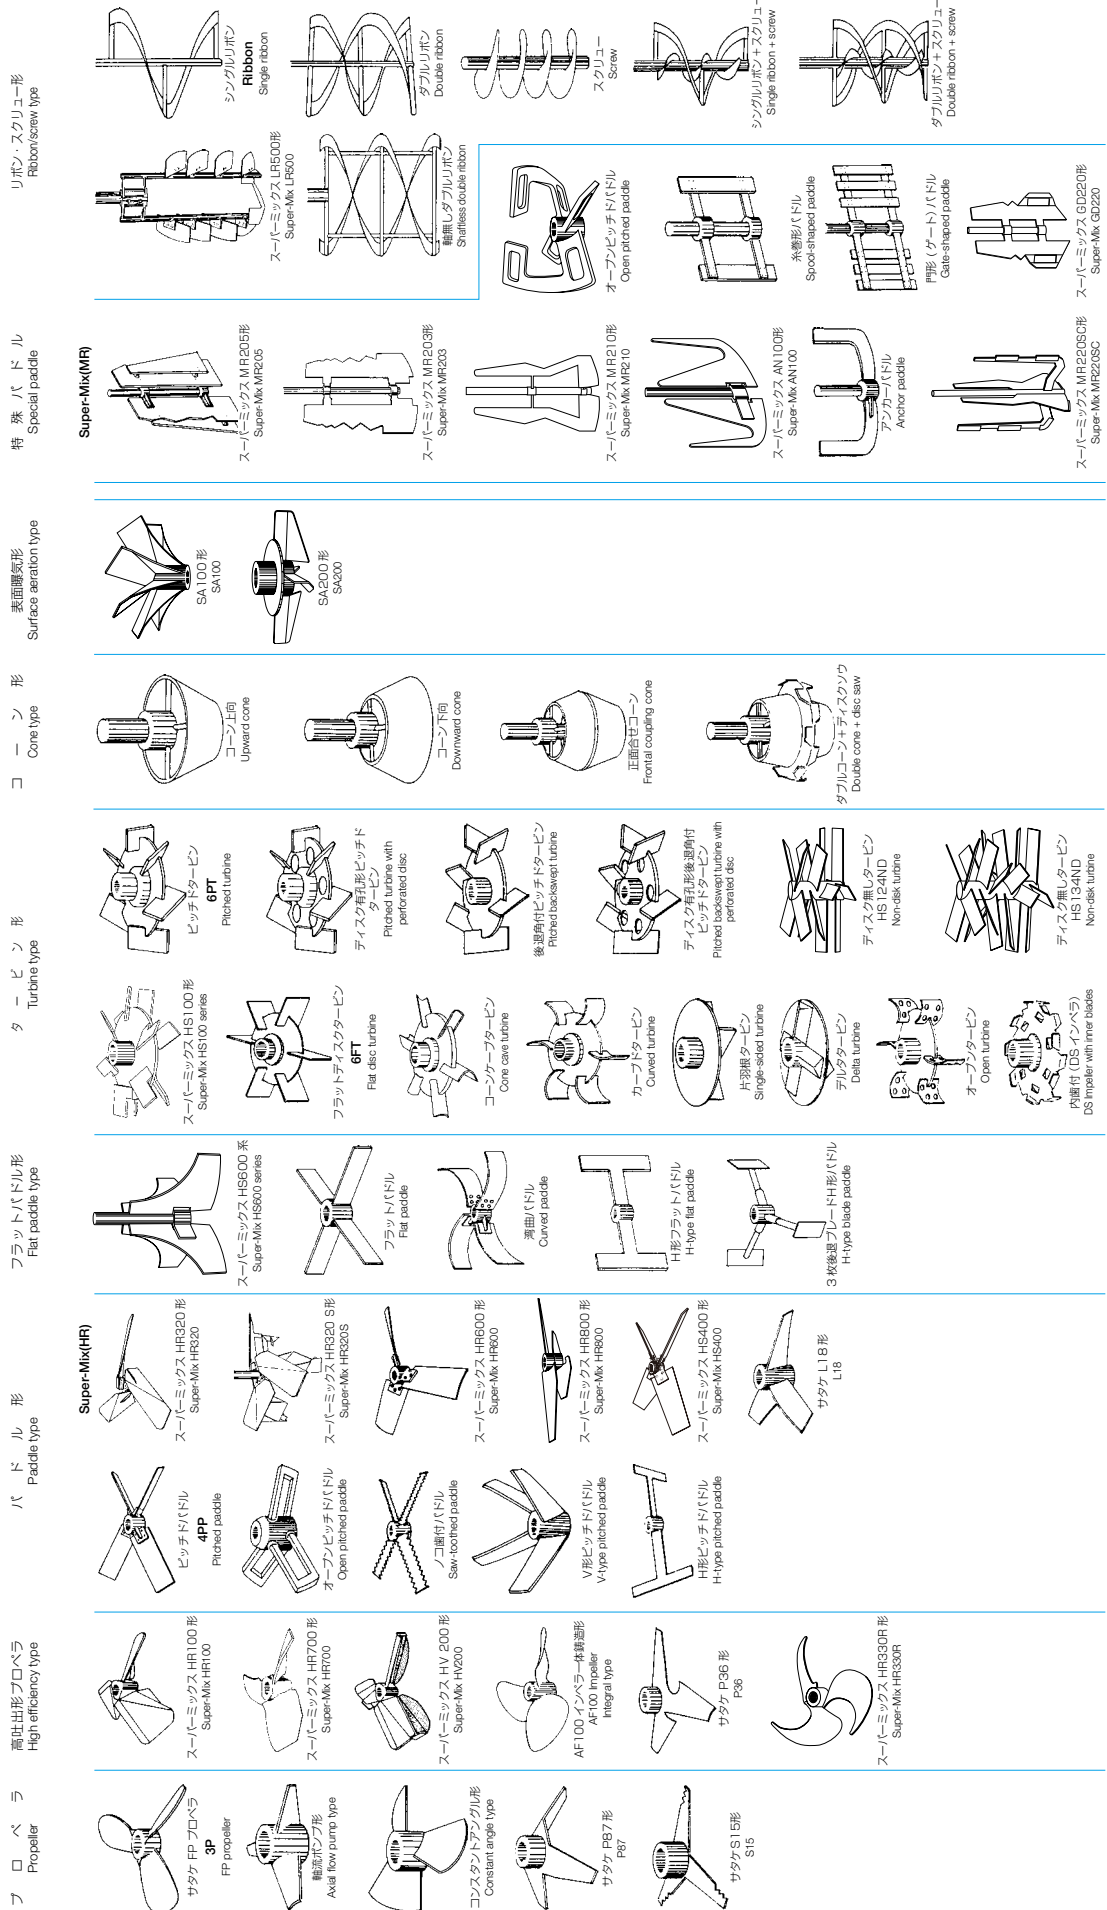 プロペラ
Propeller
サタケ FP プロペラ
3P
FP propeller
軸流ポンプ形
Axial flow pump type
コンスタントアングル形
Constant angle type
サタケ P87形
P87
サタケ S15形
S15
高吐出形プロペラ
High efficiency type
スーパーミックス HR100形
Super-Mix HR100
スーパーミックス HR700形
Super-Mix HR700
スーパーミックス HV 200形
Super-Mix HV200
AF100 インペラー体鋳造形
AF100 Impeller
Integral type
サタケ P36形
P36
スーパーミックス HR330R形
Super-Mix HR330R
パドル形
Paddle type
ピッチドパドル
4PP
Pitched paddle
オープンピッチドパドル
Open pitched paddle
ノコ歯付パドル
Saw-toothed paddle
V形ピッチドパドル
V-type pitched paddle
H形ピッチドパドル
H-type pitched paddle
Super-Mix(HR)
スーパーミックス HR320形
Super-Mix HR320
スーパーミックス HR320 S形
Super-Mix HR320S
スーパーミックス HR600形
Super-Mix HR600
スーパーミックス HR800形
Super-Mix HR800
スーパーミックス HS400形
Super-Mix HS400
サタケ L18形
L18
フラットパドル形
Flat paddle type
スーパーミックス HS600系
Super-Mix HS600 series
フラットパドル
Flat paddle
湾曲パドル
Curved paddle
H形フラットパドル
H-type flat paddle
3枚後退ブレードH形パドル
H-type blade paddle
タービン形
Turbine type
スーパーミックス HS100形
Super-Mix HS100 series
フラットディスクタービン
6FT
Flat disc turbine
コーンケーブタービン
Cone cave turbine
カーブドタービン
Curved turbine
片羽根タービン
Single-sided turbine
デルタタービン
Delta turbine
オープンタービン
Open turbine
内歯付（DSインペラ）
DS Impeller with inner blades
ピッチドタービン
6PT
Pitched turbine
ディスク有孔形ピッチド
タービン
Pitched turbine with
perforated disc
後退角付ピッチドタービン
Pitched backswept turbine
ディスク有孔形後退角付
ピッチドタービン
Pitched backswept turbine with
perforated disc
ディスク無しタービン
HS124ND
Non-disk turbine
ディスク無しタービン
HS134ND
Non-disk turbine
コーン形
Cone type
コーン上向
Upward cone
コーン下向
Downward cone
正面合せコーン
Frontal coupling cone
ダブルコーン＋ディスクソウ
Double cone + disc saw
表面曝気形
Surface aeration type
SA100形
SA100
SA200形
SA200
特殊パドル
Special paddle
Super-Mix(MR)
スーパーミックス MR205形
Super-Mix MR205
スーパーミックス MR203形
Super-Mix MR203
スーパーミックス MR210形
Super-Mix MR210
スーパーミックス AN100形
Super-Mix AN100
アンカーパドル
Anchor paddle
スーパーミックス MR220SC形
Super-Mix MR220SC
オープンピッチドパドル
Open pitched paddle
糸巻形パドル
Spool-shaped paddle
門形（ゲート）パドル
Gate-shaped paddle
スーパーミックス GD220形
Super-Mix GD220
リボン・スクリュー形
Ribbon/screw type
スーパーミックス LR500形
Super-Mix LR500
軸無しダブルリボン
Shaftless double ribbon
シングルリボン
Ribbon
Single ribbon
ダブルリボン
Double ribbon
スクリュー
Screw
シングルリボン＋スクリュー
Single ribbon + screw
ダブルリボン＋スクリュー
Double ribbon + screw